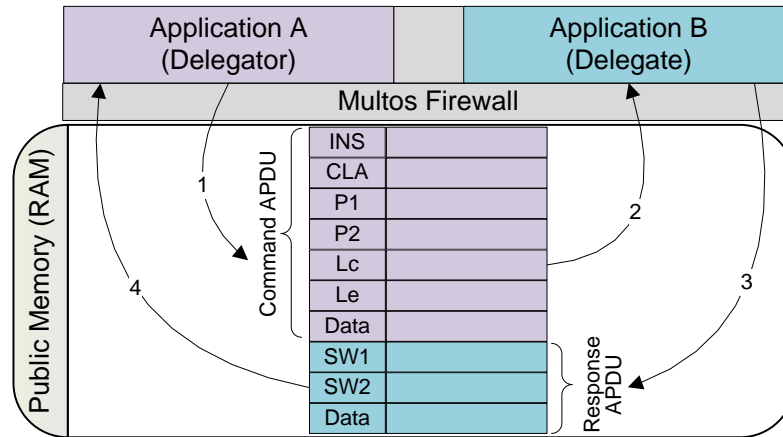 Application A
(Delegator)
Application B
(Delegate)
Multos Firewall
Public Memory (RAM)
1
2
3
4
Command APDU
INS
CLA
P1
P2
Lc
Le
Data
SW1
SW2
Data
Response
APDU